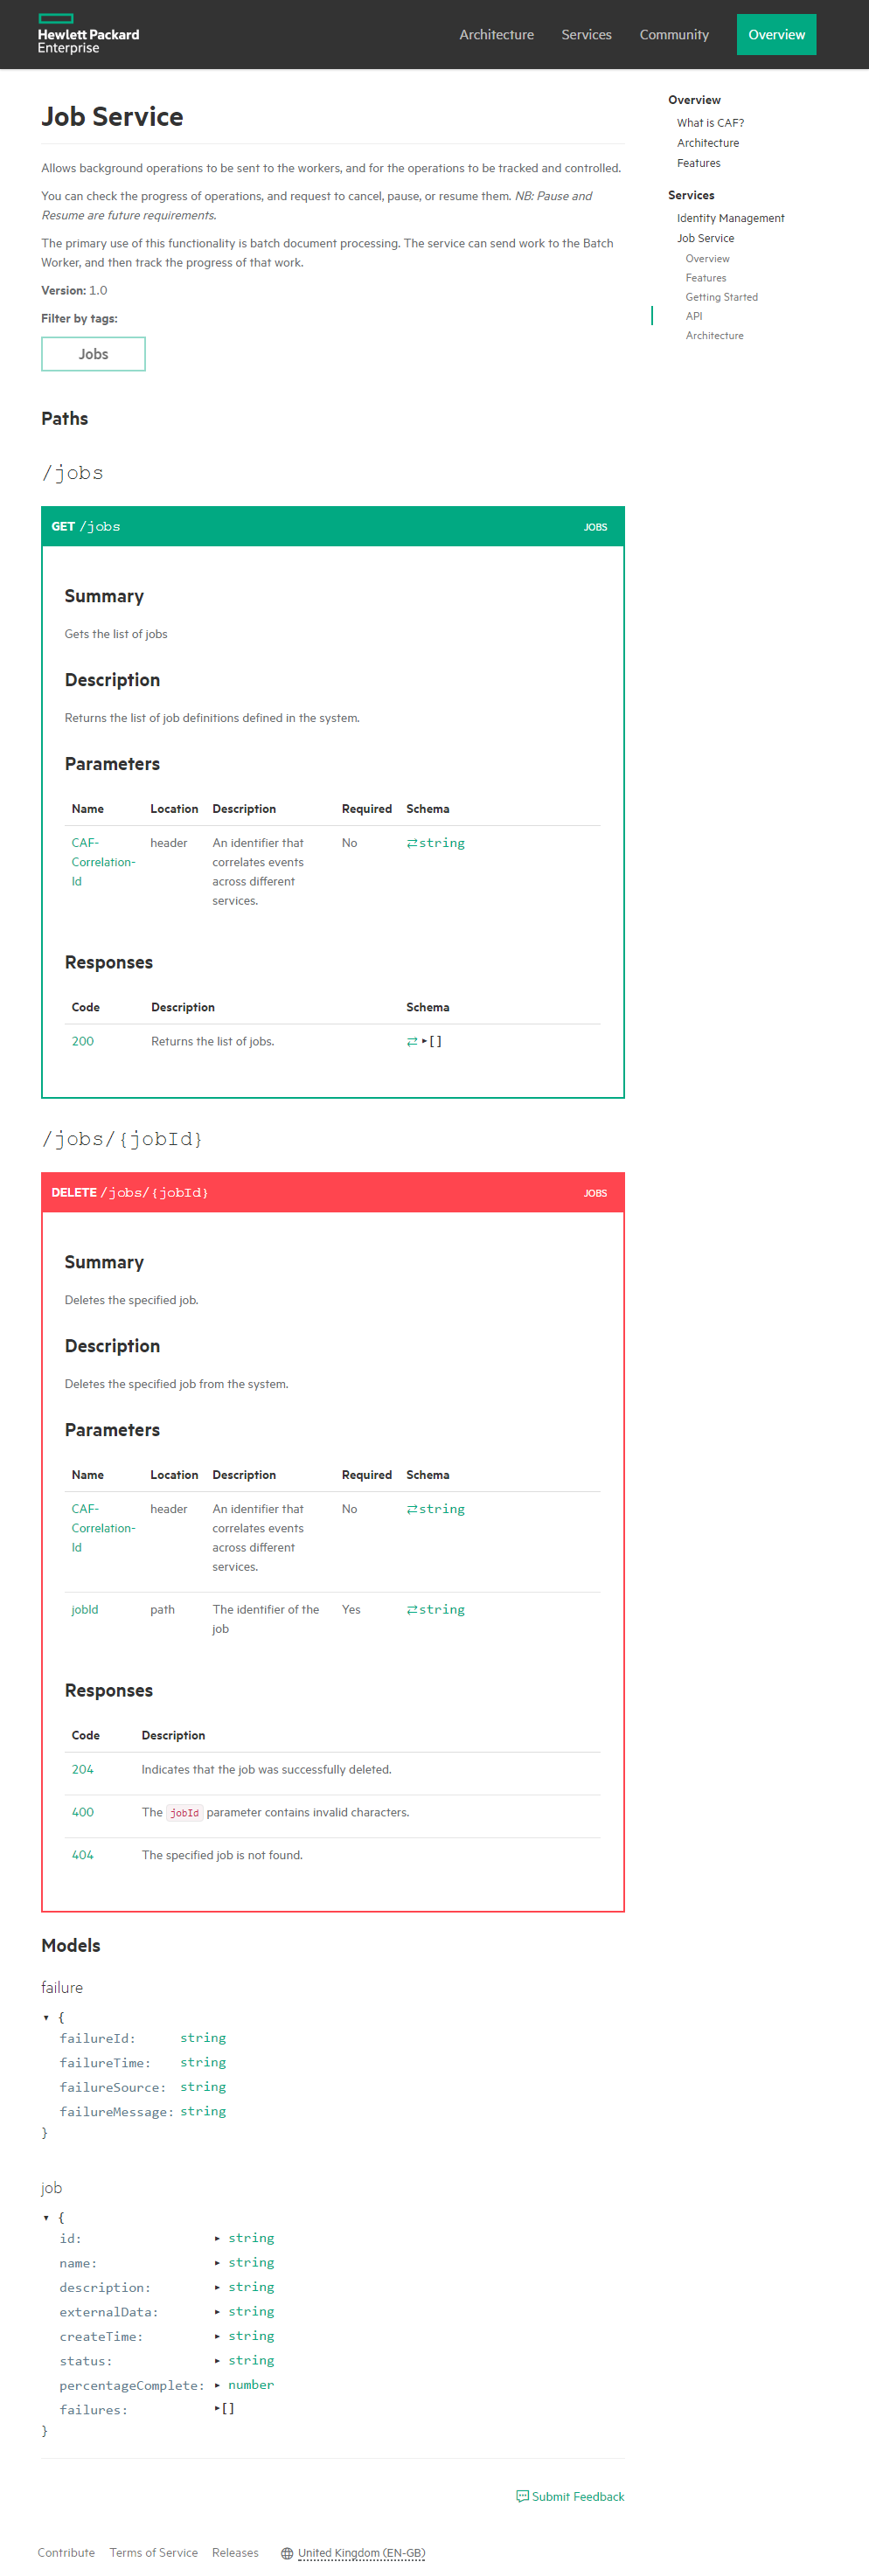 Hewlett Packard
Enterprise
Architecture Services Community Overview
Job Service
Allows background operations to be sent to the workers, and for the operations to be tracked and controlled.
You can check the progress of operations, and request to cancel, pause, or resume them. NB: Pause and
Resume are future requirements.
The primary use of this functionality is batch document processing. The service can send work to the Batch
Worker, and then track the progress of that work.
Version: 1.0
Filter by tags:
Jobs
Overview
What is CAF?
Architecture
Features
Services
Identity Management
Job Service
Overview
Features
Getting Started
API
Architecture
Paths
/jobs
GET /jobs JOBS
Summary
Gets the list of jobs
Description
Returns the list of job definitions defined in the system.
Parameters
Name Location Description Required Schema
CAF- header An identifier that No ⇄string
Correlation- correlates events
Id across different
services.
Responses
Code Description Schema
200 Returns the list of jobs. ⇄ ▸[]
/jobs/{jobId}
DELETE /jobs/{jobId} JOBS
Summary
Deletes the specified job.
Description
Deletes the specified job from the system.
Parameters
Name Location Description Required Schema
CAF- header An identifier that No ⇄string
Correlation- correlates events
Id across different
services.
jobId path The identifier of the Yes ⇄string
job
Responses
Code Description
204 Indicates that the job was successfully deleted.
400 The jobId parameter contains invalid characters.
404 The specified job is not found.
Models
failure
▾ {
failureId: string
failureTime: string
failureSource: string
failureMessage: string
}
job
▾ {
id: ▸ string
name: ▸ string
description: ▸ string
externalData: ▸ string
createTime: ▸ string
status: ▸ string
percentageComplete: ▸ number
failures: ▸[]
}
Submit Feedback
Contribute Terms of Service Releases United Kingdom (EN-GB)